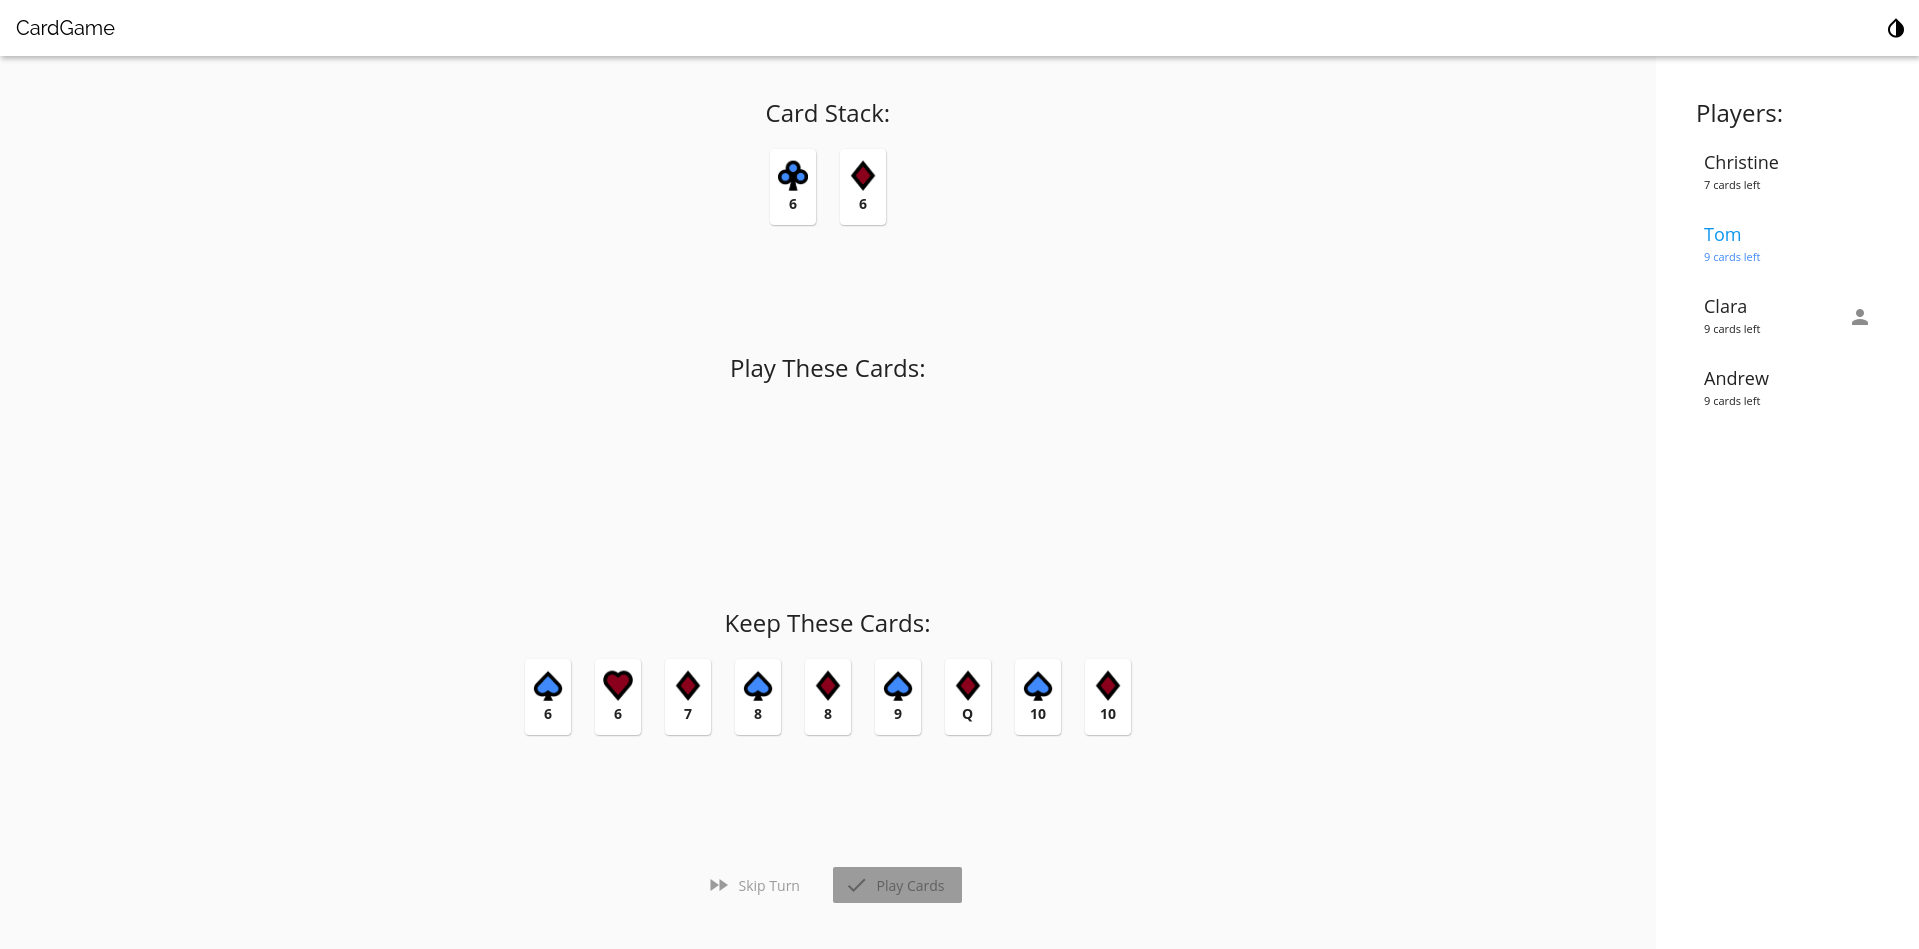 CardGame
Card Stack:
6 6
Play These Cards:
Keep These Cards:
6 6 7 8 8 9 Q 10 10
Skip Turn Play Cards
Players:
Christine
7 cards left
Tom
9 cards left
Clara
9 cards left
Andrew
9 cards left